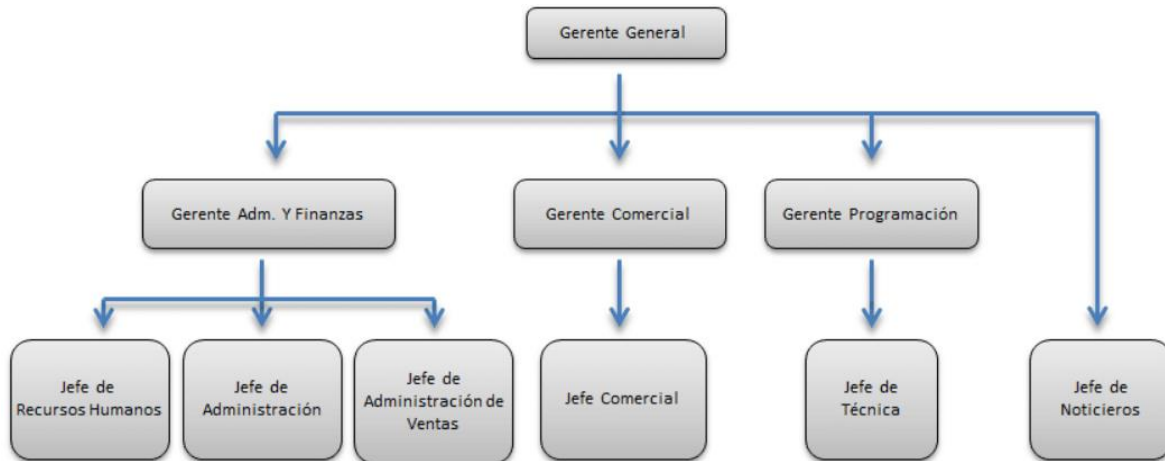 Gerente General
Gerente Adm. Y Finanzas
Gerente Comercial
Gerente Programación
Jefe de
Recursos Humanos
Jefe de
Administración
Jefe de
Administración de
Ventas
Jefe Comercial
Jefe de
Técnica
Jefe de
Noticieros